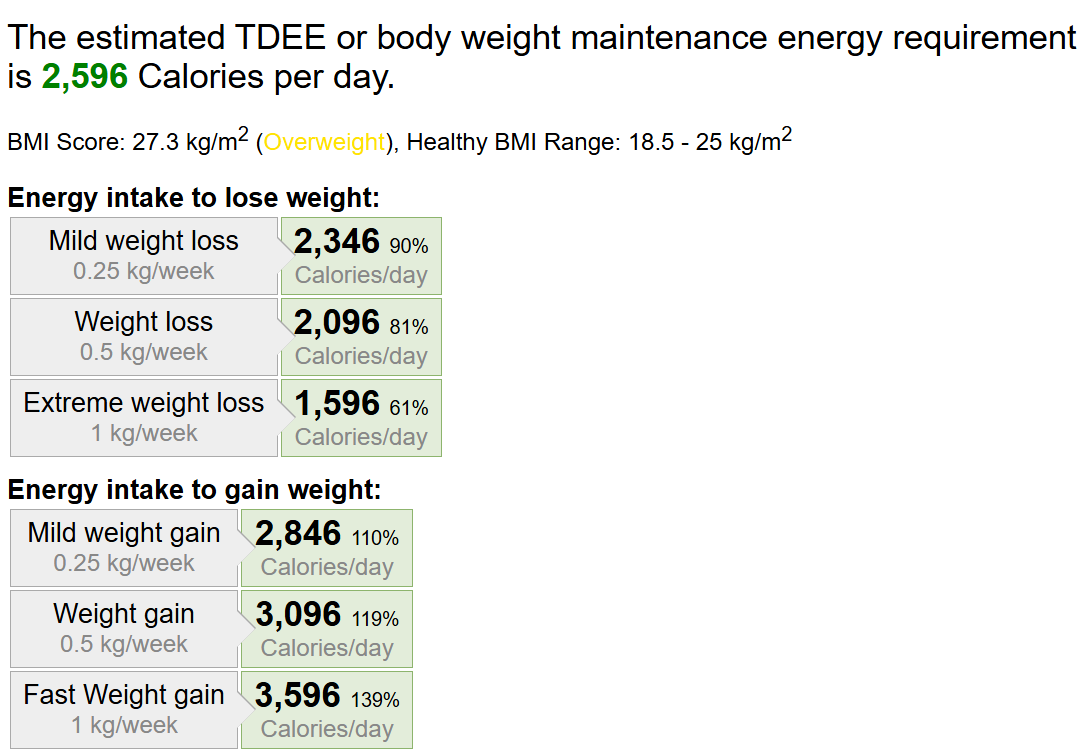 The estimated TDEE or body weight maintenance energy requirement
is 2,596 Calories per day.
BMI Score: 27.3 kg/m² (Overweight), Healthy BMI Range: 18.5 - 25 kg/m²
Energy intake to lose weight:
Mild weight loss 2,346 90%
0.25 kg/week Calories/day
Weight loss 2,096 81%
0.5 kg/week Calories/day
Extreme weight loss 1,596 61%
1 kg/week Calories/day
Energy intake to gain weight:
Mild weight gain 2,846 110%
0.25 kg/week Calories/day
Weight gain 3,096 119%
0.5 kg/week Calories/day
Fast Weight gain 3,596 139%
1 kg/week Calories/day